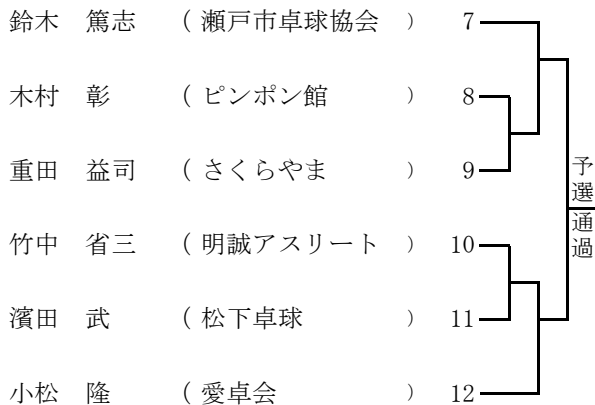 鈴木 篤志 ( 瀬戸市卓球協会 ) 7
木村 彰 ( ピンポン館 ) 8
重田 益司 ( さくらやま ) 9
竹中 省三 ( 明誠アスリート ) 10
濱田 武 ( 松下卓球 ) 11
小松 隆 ( 愛卓会 ) 12
予選通過